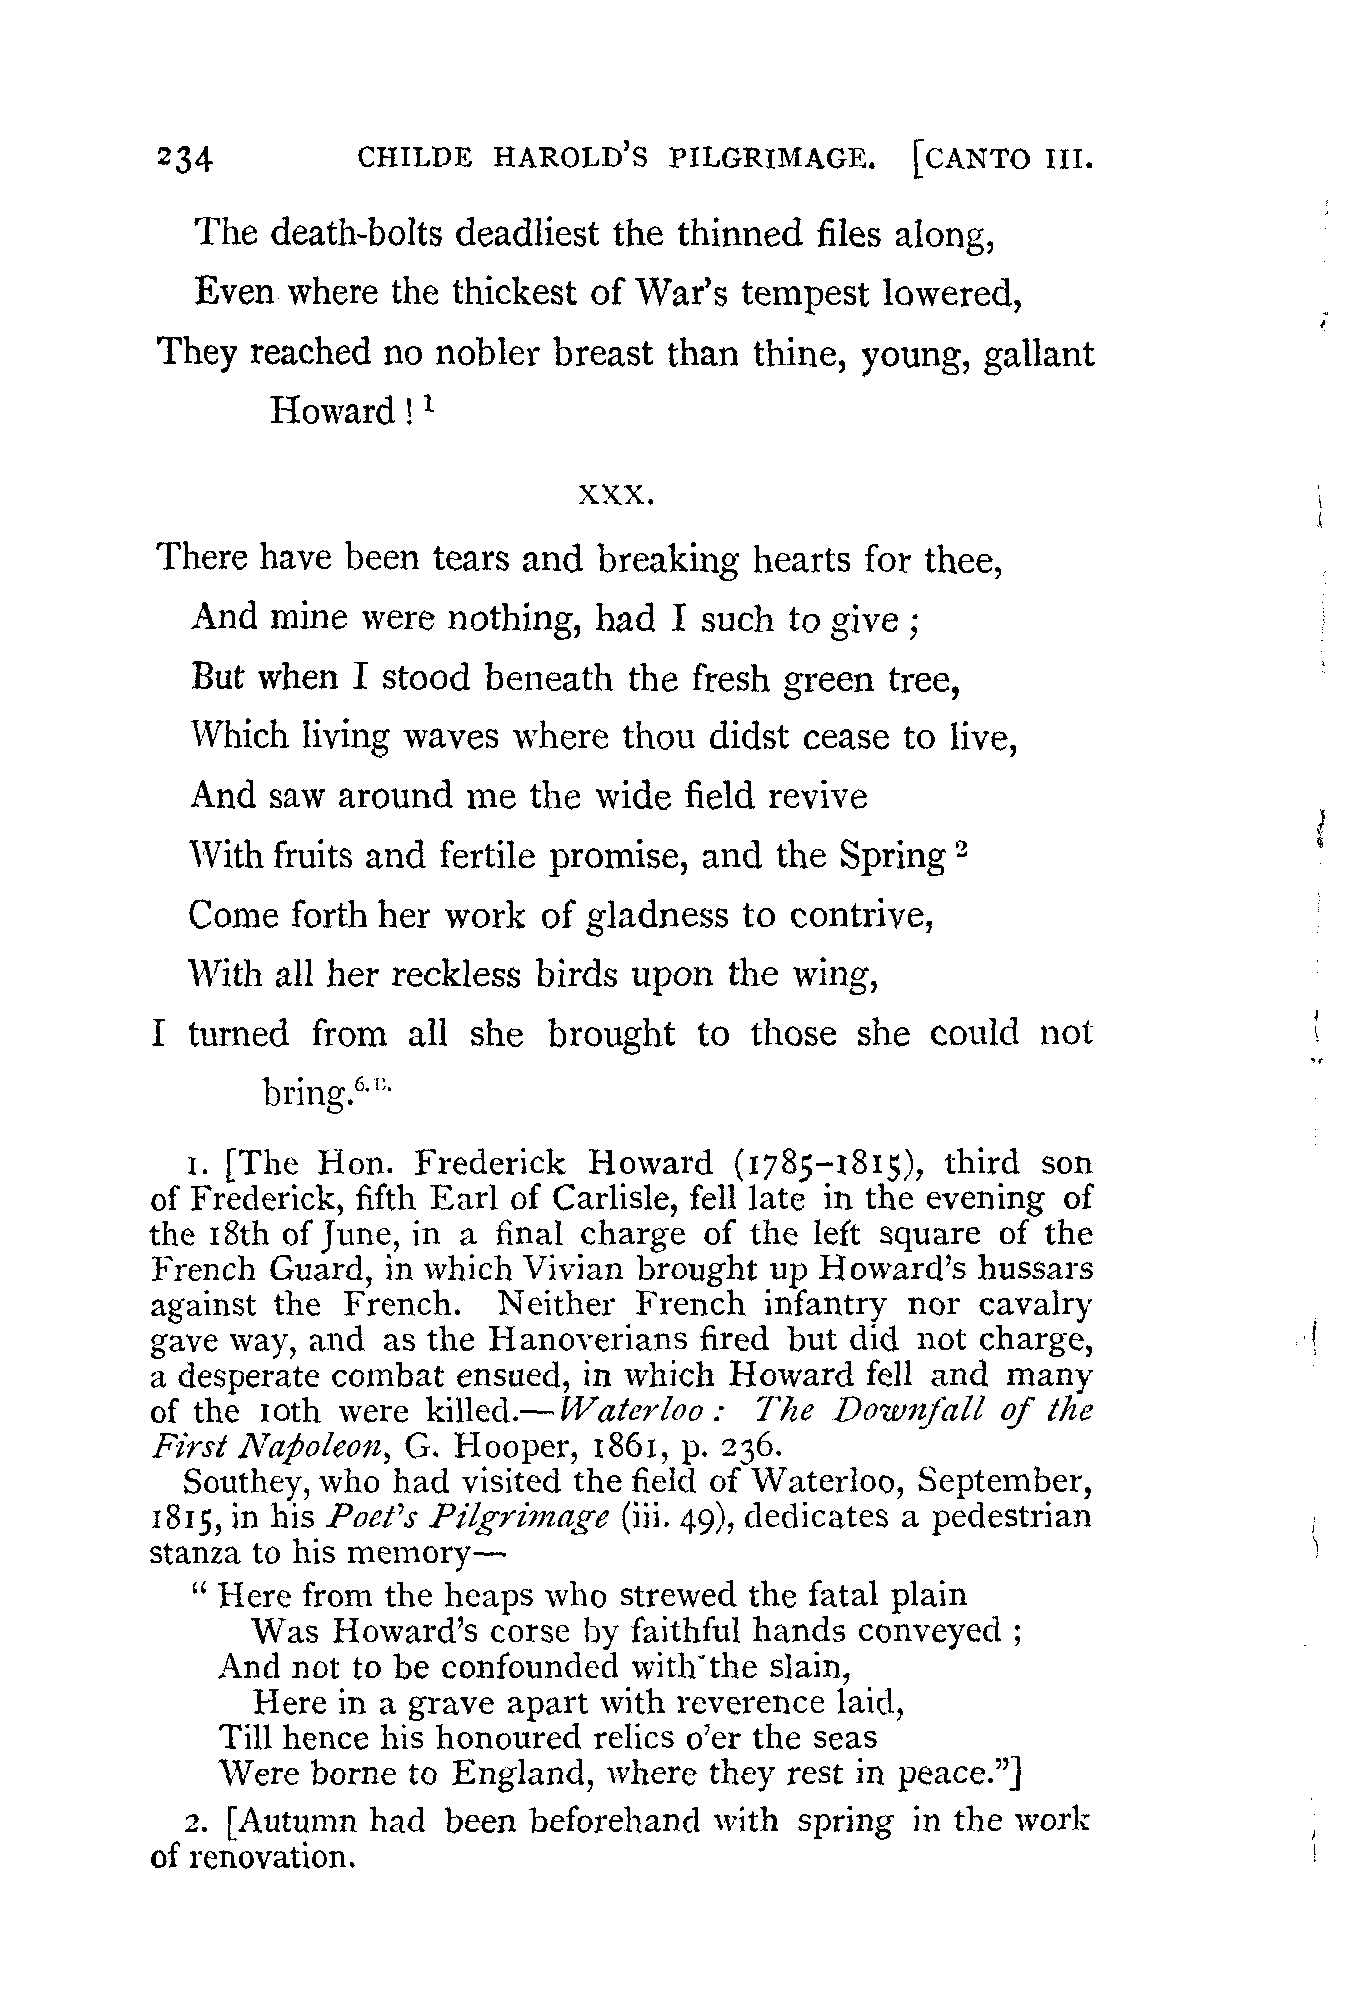 234 CHILDE HAROLD'S PILGRIMAGE. [CANTO III.
The death-bolts deadliest the thinned files along,
Even where the thickest of War's tempest lowered,
They reached no nobler breast than thine, young, gallant
Howard ! 1
XXX.
There have been tears and breaking hearts for thee,
And mine were nothing, had I such to give ;
But when I stood beneath the fresh green tree,
Which living waves where thou didst cease to live,
And saw around me the wide field revive
With fruits and fertile promise, and the Spring 2
Come forth her work of gladness to contrive,
With all her reckless birds upon the wing,
I turned from all she brought to those she could not
bring.6. B.
1. [The Hon. Frederick Howard (1785–1815), third son
of Frederick, fifth Earl of Carlisle, fell late in the evening of
the 18th of June, in a final charge of the left square of the
French Guard, in which Vivian brought up Howard's hussars
against the French. Neither French infantry nor cavalry
gave way, and as the Hanoverians fired but did not charge,
a desperate combat ensued, in which Howard fell and many
of the 10th were killed.—Waterloo : The Downfall of the
First Napoleon, G. Hooper, 1861, p. 236.
Southey, who had visited the field of Waterloo, September,
1815, in his Poet's Pilgrimage (iii. 49), dedicates a pedestrian
stanza to his memory—
" Here from the heaps who strewed the fatal plain
Was Howard's corse by faithful hands conveyed ;
And not to be confounded with the slain,
Here in a grave apart with reverence laid,
Till hence his honoured relics o'er the seas
Were borne to England, where they rest in peace."]
2. [Autumn had been beforehand with spring in the work
of renovation.